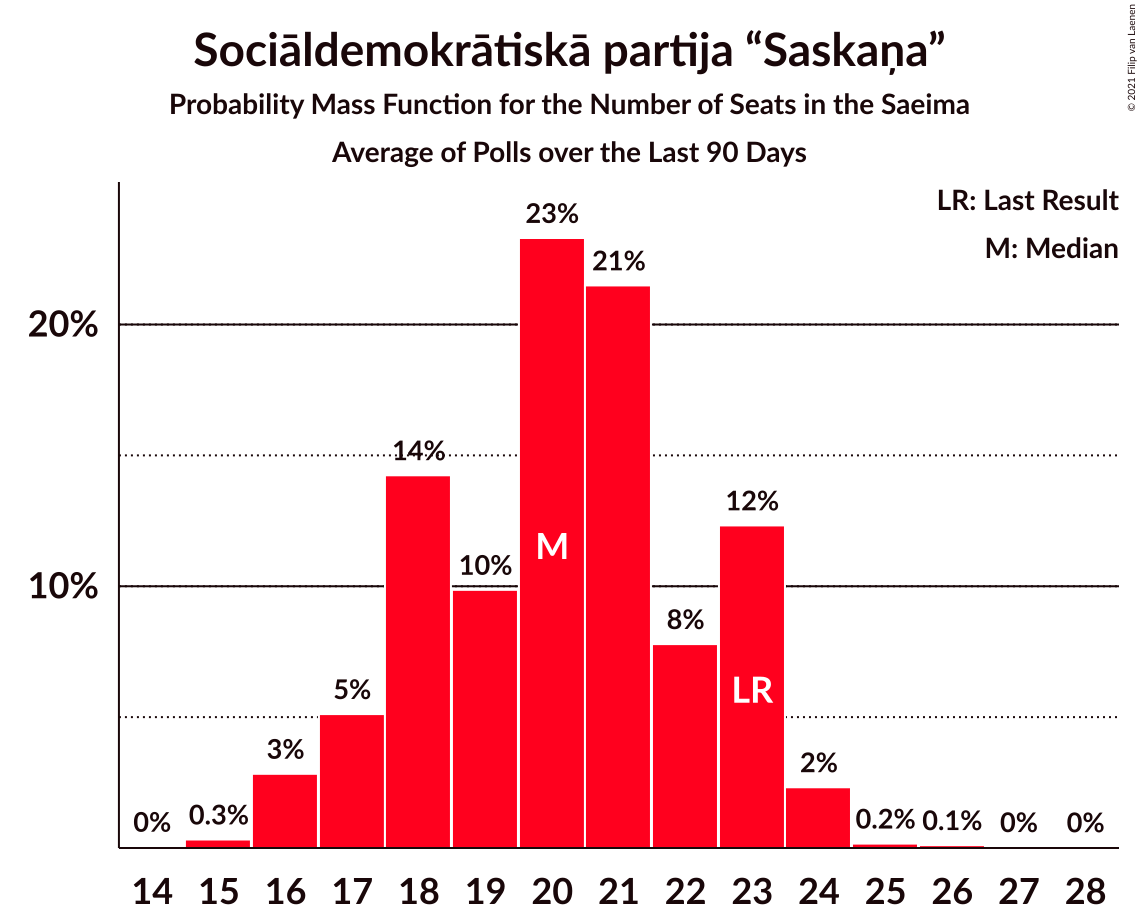 Sociāldemokrātiskā partija “Saskaņa”
Probability Mass Function for the Number of Seats in the Saeima
Average of Polls over the Last 90 Days
© 2021 Filip van Laenen
LR: Last Result
M: Median
20%
10%
0%
0.3%
3%
5%
14%
10%
23%
21%
8%
12%
2%
0.2%
0.1%
0%
0%
M
LR
14 15 16 17 18 19 20 21 22 23 24 25 26 27 28